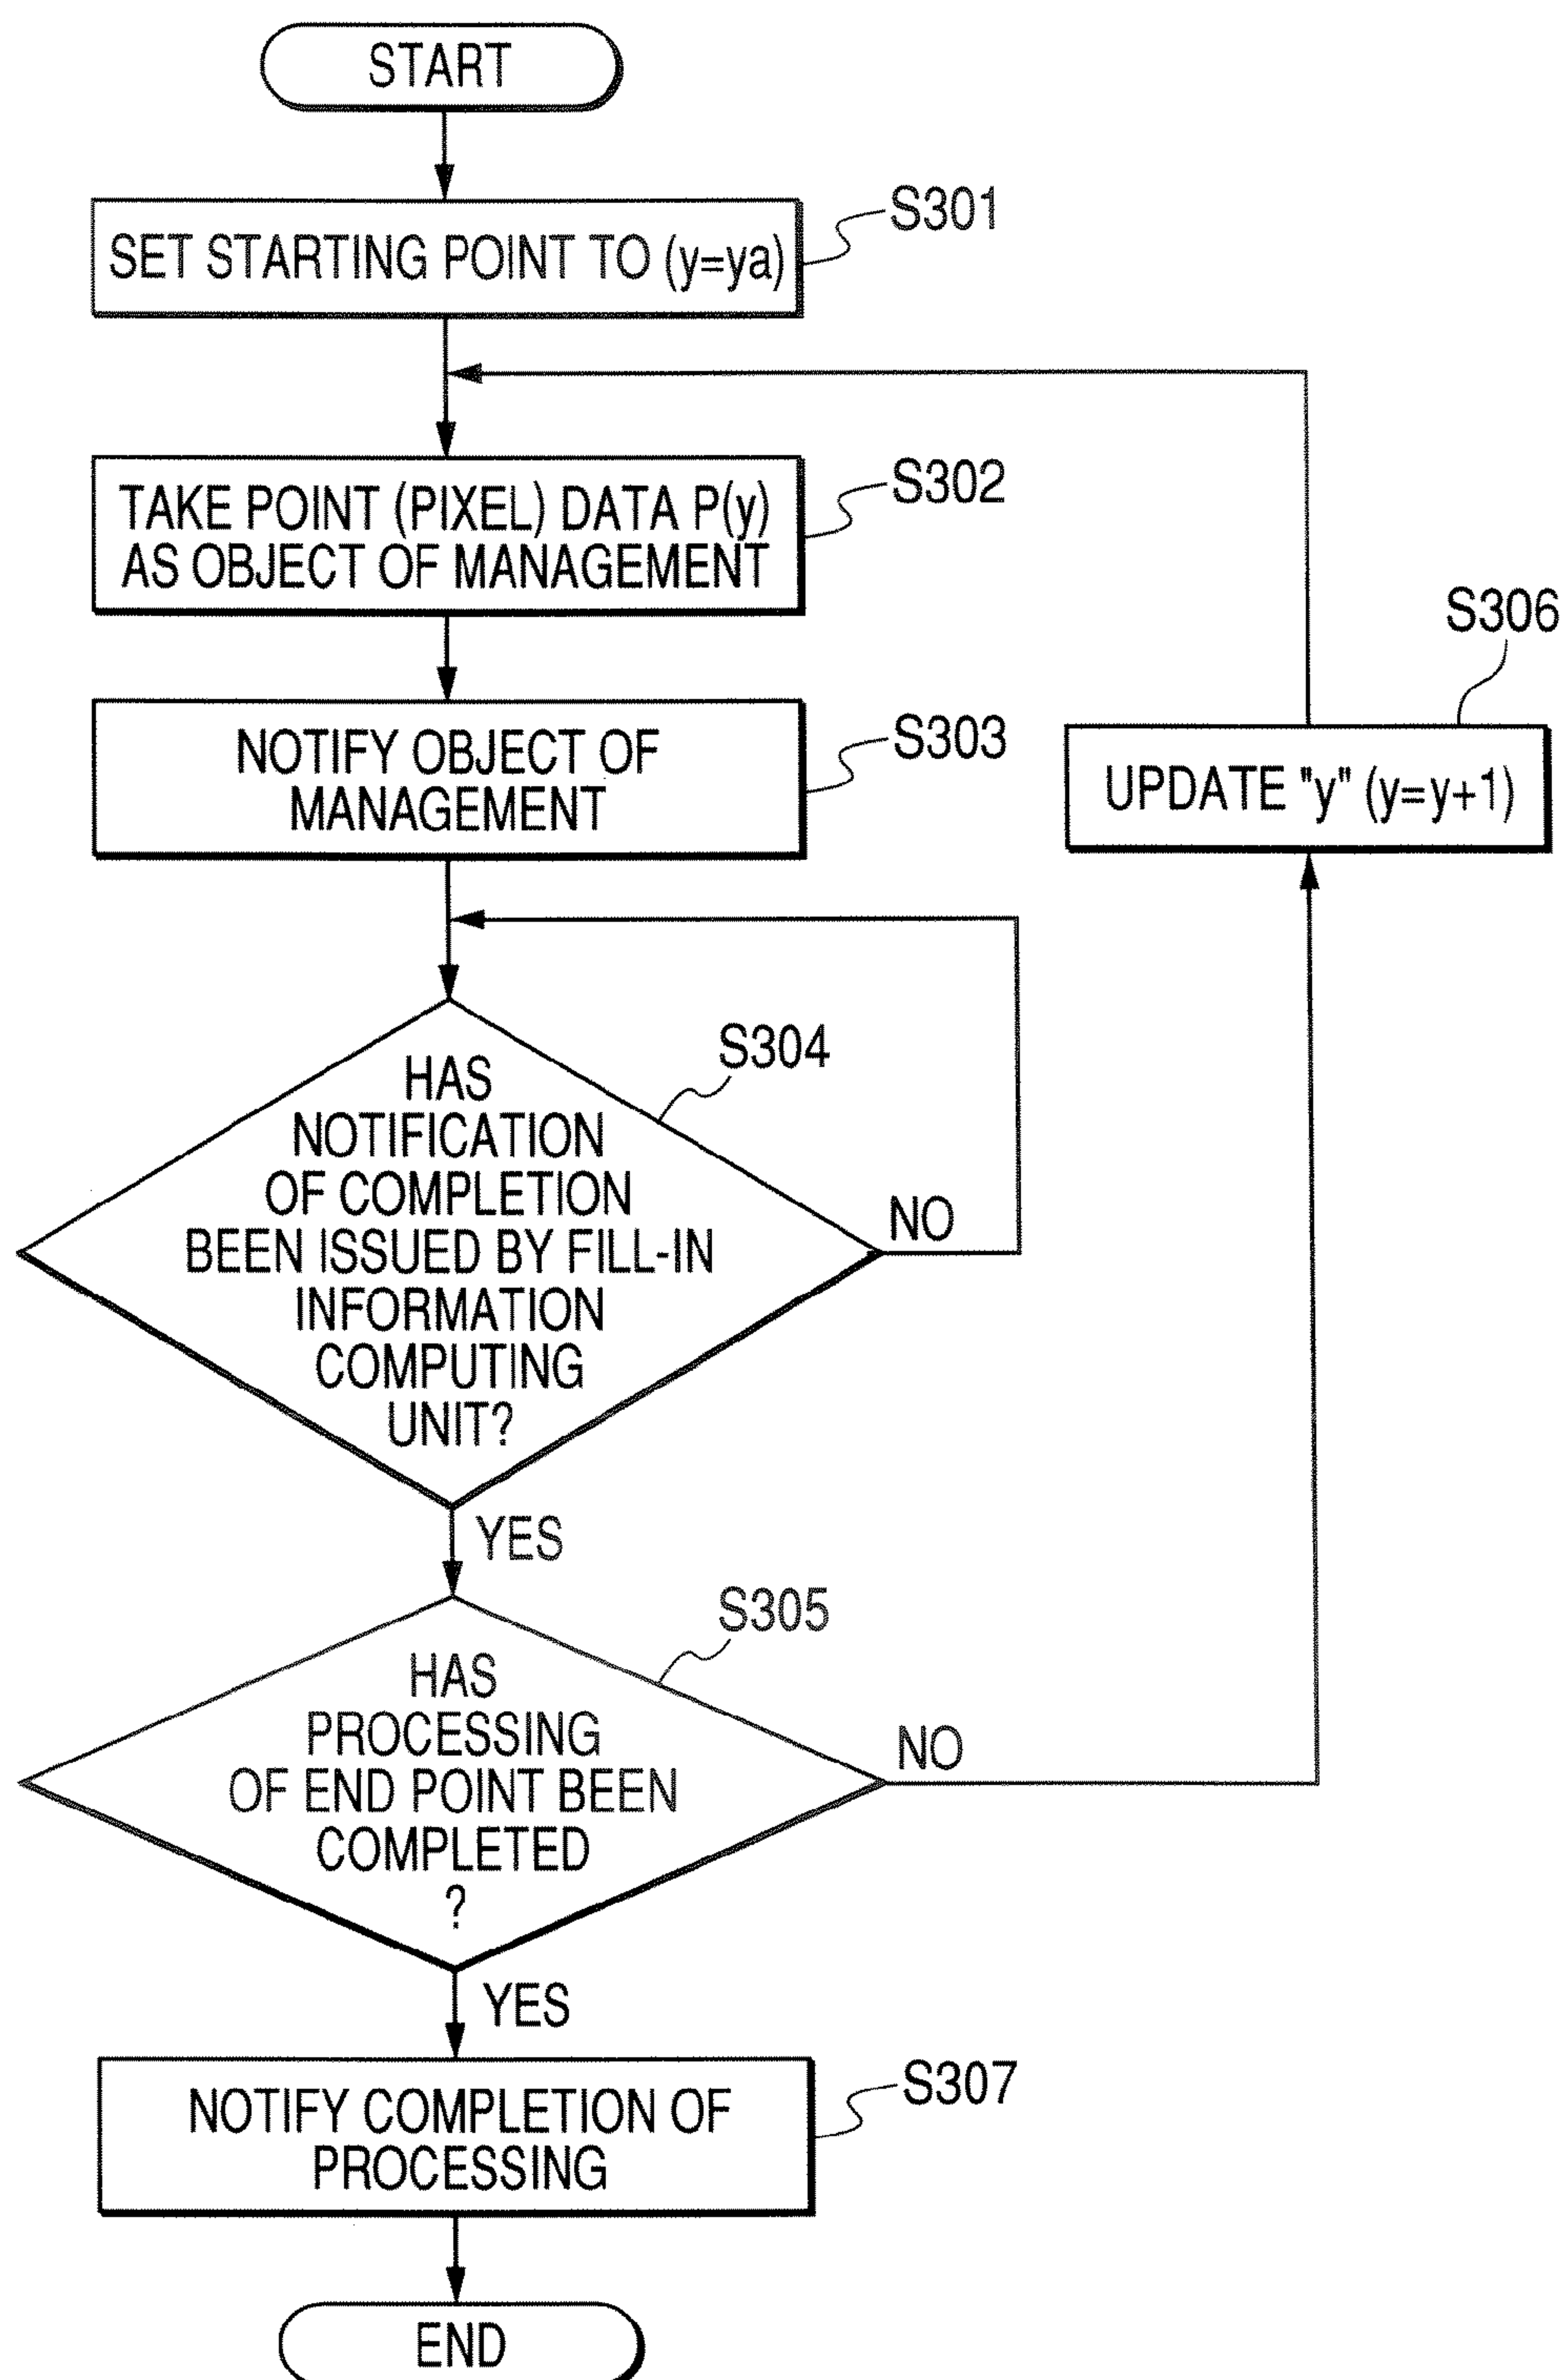 START
SET STARTING POINT TO (y=ya)
S301
TAKE POINT (PIXEL) DATA P(y)
AS OBJECT OF MANAGEMENT
S302
NOTIFY OBJECT OF
MANAGEMENT
S303
S306
UPDATE "y" (y=y+1)
HAS
NOTIFICATION
OF COMPLETION
BEEN ISSUED BY FILL-IN
INFORMATION
COMPUTING
UNIT?
S304
NO
YES
HAS
PROCESSING
OF END POINT BEEN
COMPLETED
?
S305
NO
YES
NOTIFY COMPLETION OF
PROCESSING
S307
END